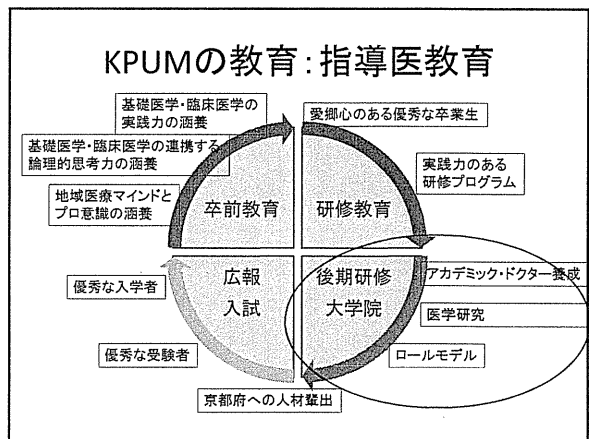 KPUMの教育：指導医教育
基礎医学・臨床医学の
実践力の涵養
愛郷心のある優秀な卒業生
基礎医学・臨床医学の連携する
論理的思考力の涵養
実践力のある
研修プログラム
地域医療マインドと
プロ意識の涵養
卒前教育
研修教育
優秀な入学者
広報
入試
後期研修
大学院
アカデミック・ドクター養成
医学研究
優秀な受験者
ロールモデル
京都府への人材輩出